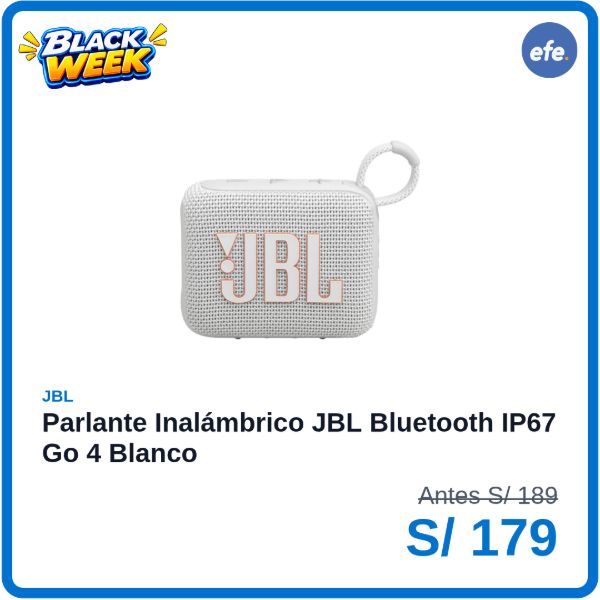 BLACK
WEEK
efe.
JBL
JBL
Parlante Inalámbrico JBL Bluetooth IP67
Go 4 Blanco
Antes S/ 189
S/ 179